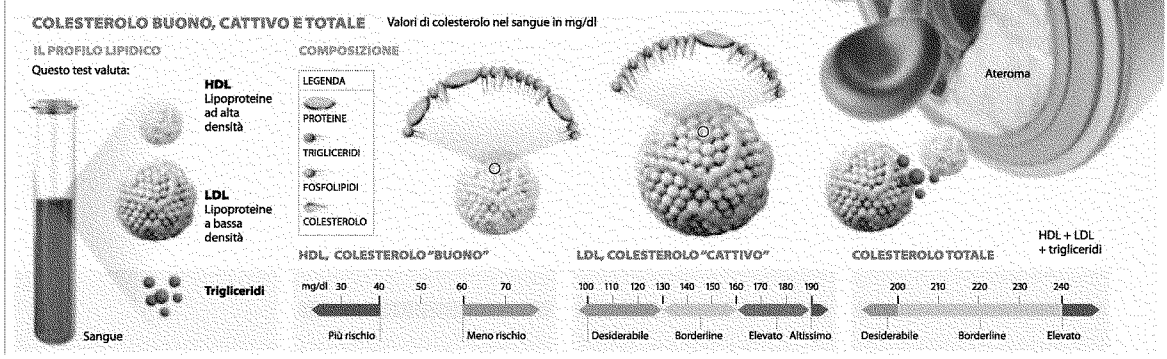 COLESTEROLO BUONO, CATTIVO E TOTALE
Valori di colesterolo nel sangue in mg/dl
IL PROFILO LIPIDICO
Questo test valuta:
HDL
Lipoproteine
ad alta
densità
LDL
Lipoproteine
a bassa
densità
Trigliceridi
Sangue
COMPOSIZIONE
LEGENDA
PROTEINE
TRIGLICERIDI
FOSFOLIPIDI
COLESTEROLO
Ateroma
HDL, COLESTEROLO "BUONO"
mg/dl 30 40 50 60 70
Più rischio Meno rischio
LDL, COLESTEROLO "CATTIVO"
100 110 120 130 140 150 160 170 180 190
Desiderabile Borderline Elevato Altissimo
COLESTEROLO TOTALE
HDL + LDL
+ trigliceridi
200 210 220 230 240
Desiderabile Borderline Elevato